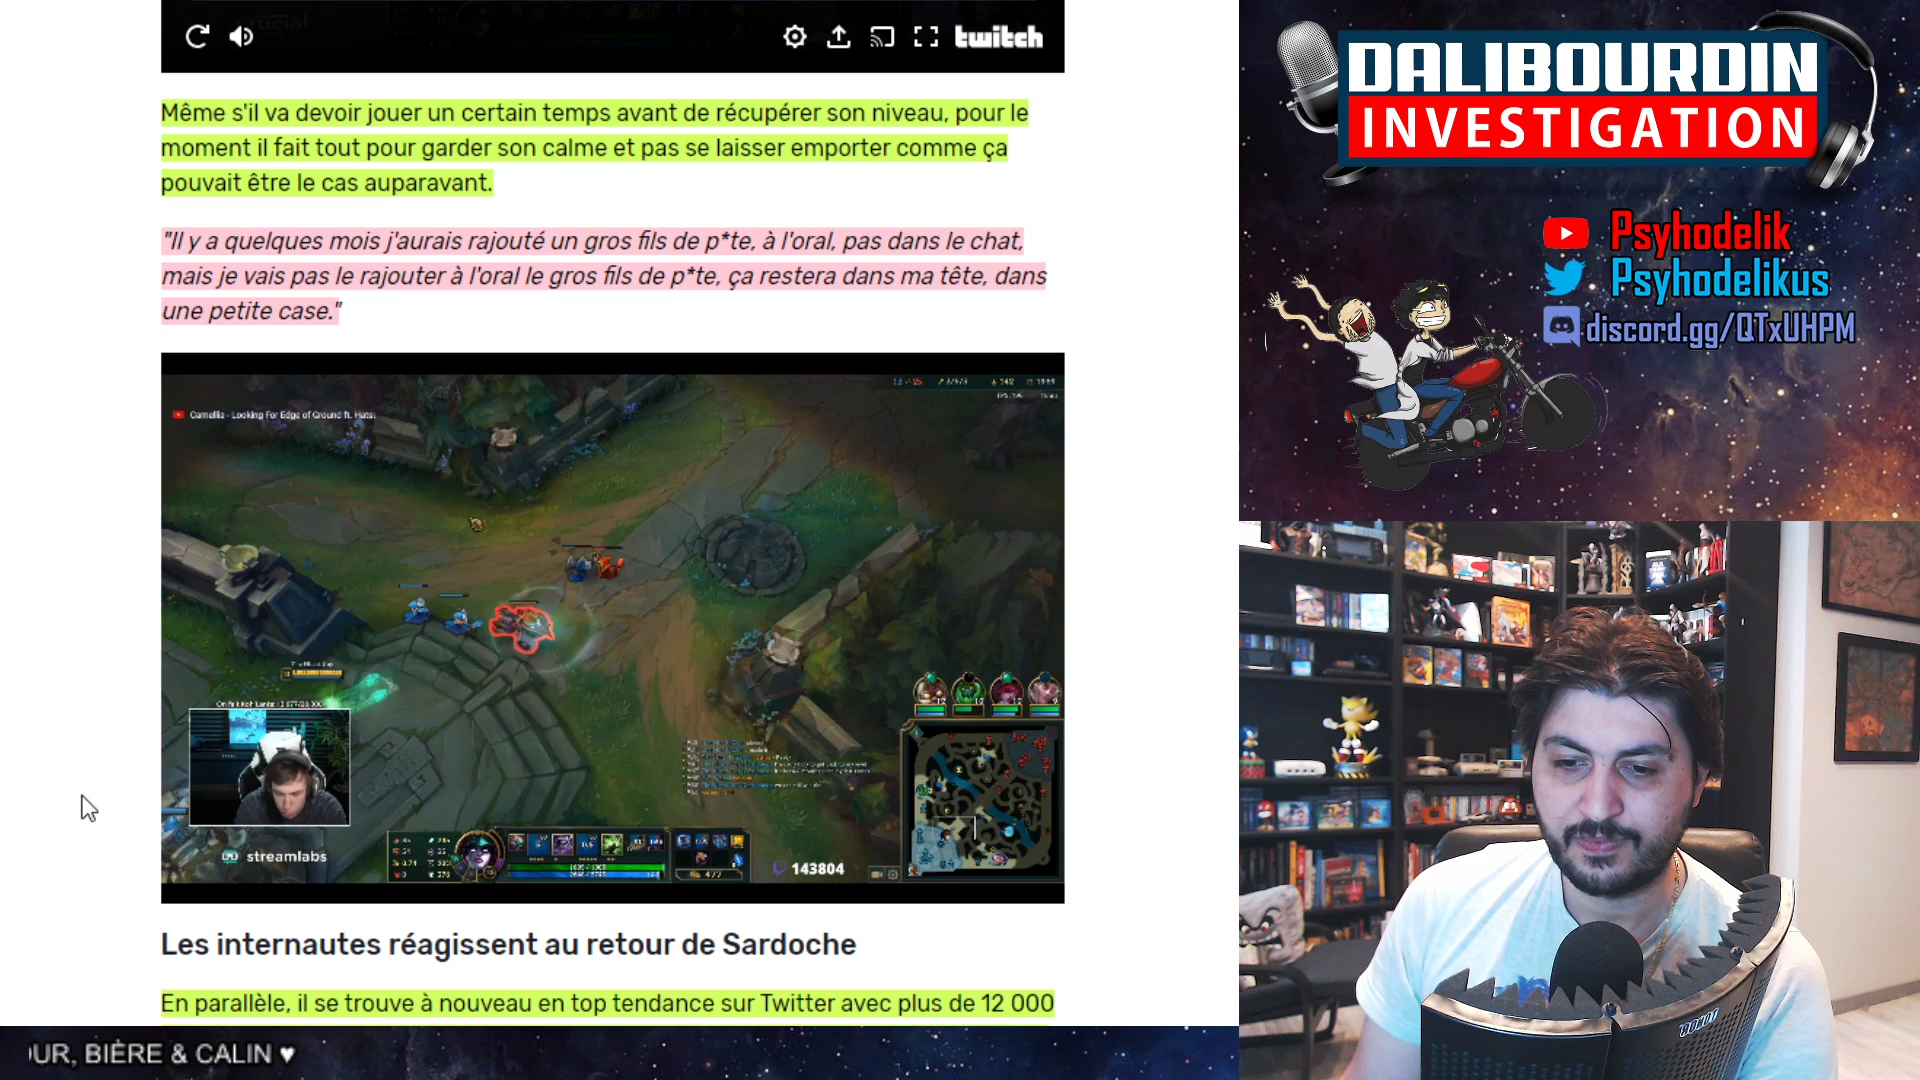 twitch
DALIBOURDIN
INVESTIGATION
Psyhodelik
Psyhodelikus
discord.gg/QTxUHPM
Même s'il va devoir jouer un certain temps avant de récupérer son niveau, pour le
moment il fait tout pour garder son calme et pas se laisser emporter comme ça
pouvait être le cas auparavant.
"Il y a quelques mois j'aurais rajouté un gros fils de p*te, à l'oral, pas dans le chat,
mais je vais pas le rajouter à l'oral le gros fils de p*te, ça restera dans ma tête, dans
une petite case."
Camellia - Looking For Edge of Ground ft. Hatsu
streamlabs
143804
477
Les internautes réagissent au retour de Sardoche
En parallèle, il se trouve à nouveau en top tendance sur Twitter avec plus de 12 000
UR, BIÈRE & CALIN ♥